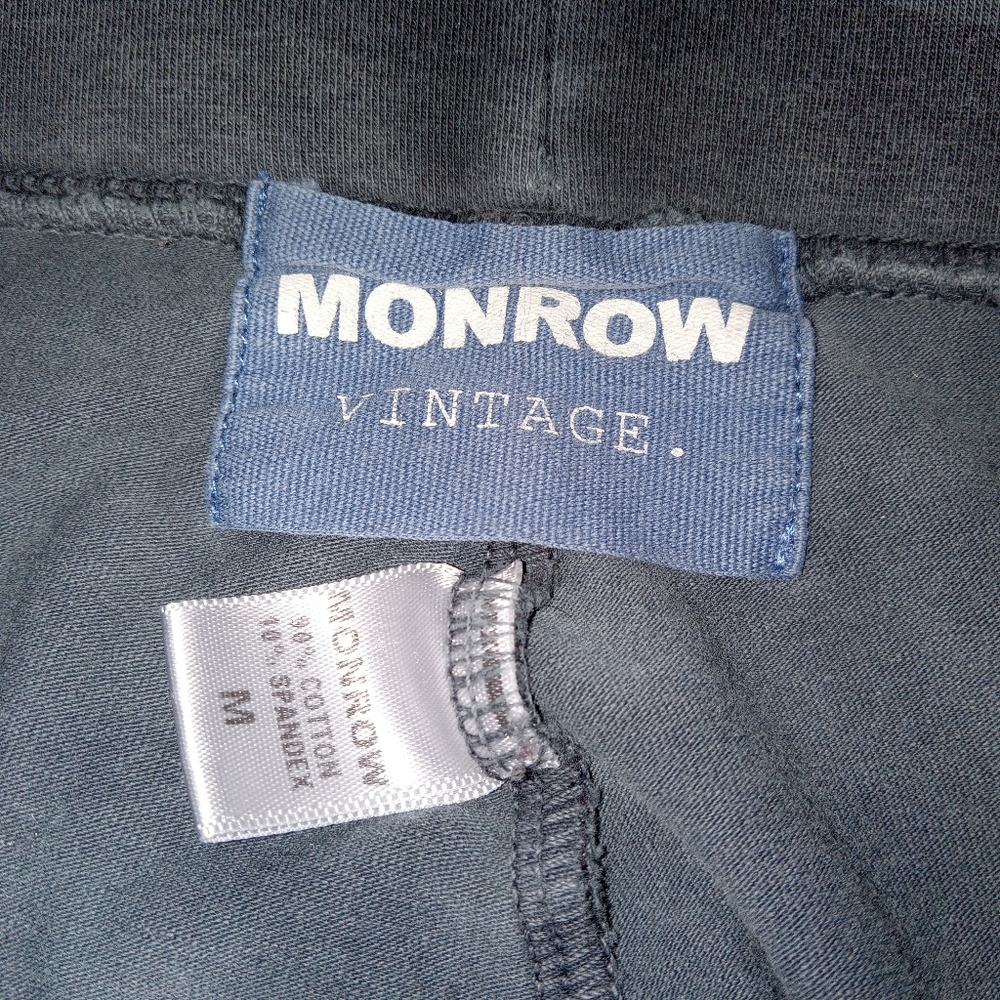 MONROW
vINTAGE.
MONROW
90% COTTON
10% SPANDEX
M